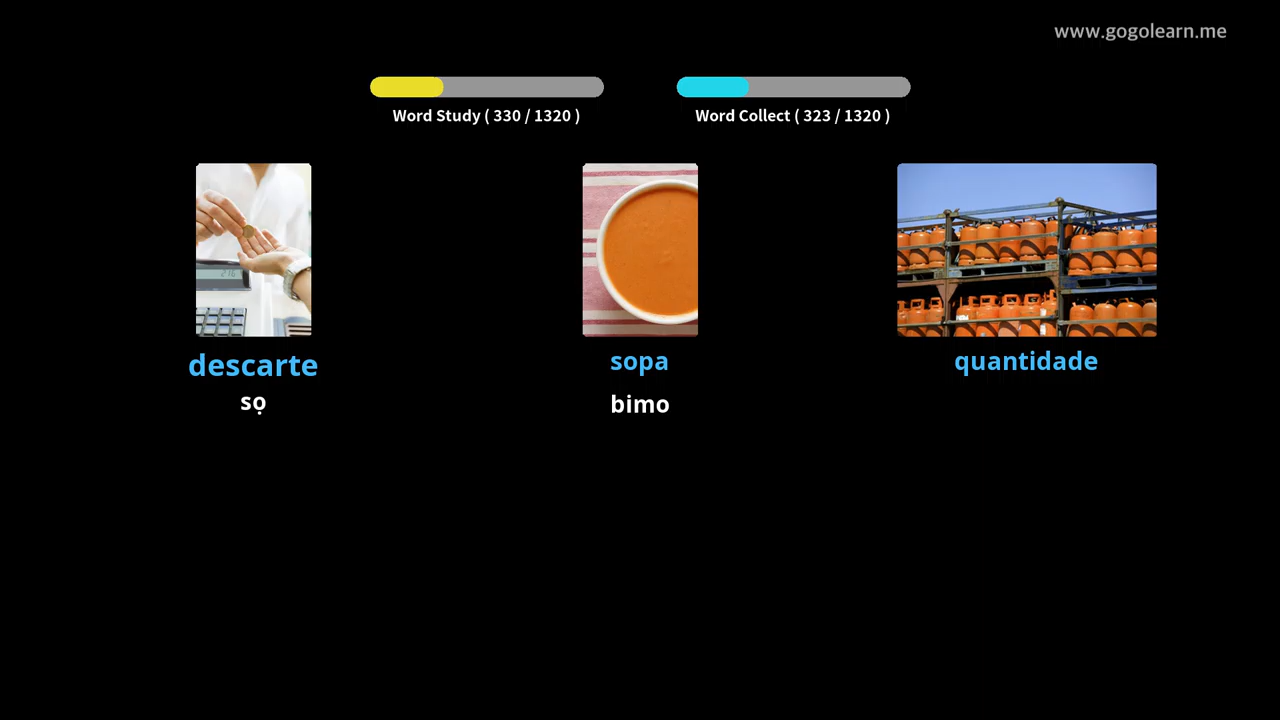 www.gogolearn.me
Word Study ( 330 / 1320 )
Word Collect ( 323 / 1320 )
descarte
sopa
quantidade
sọ
bimo